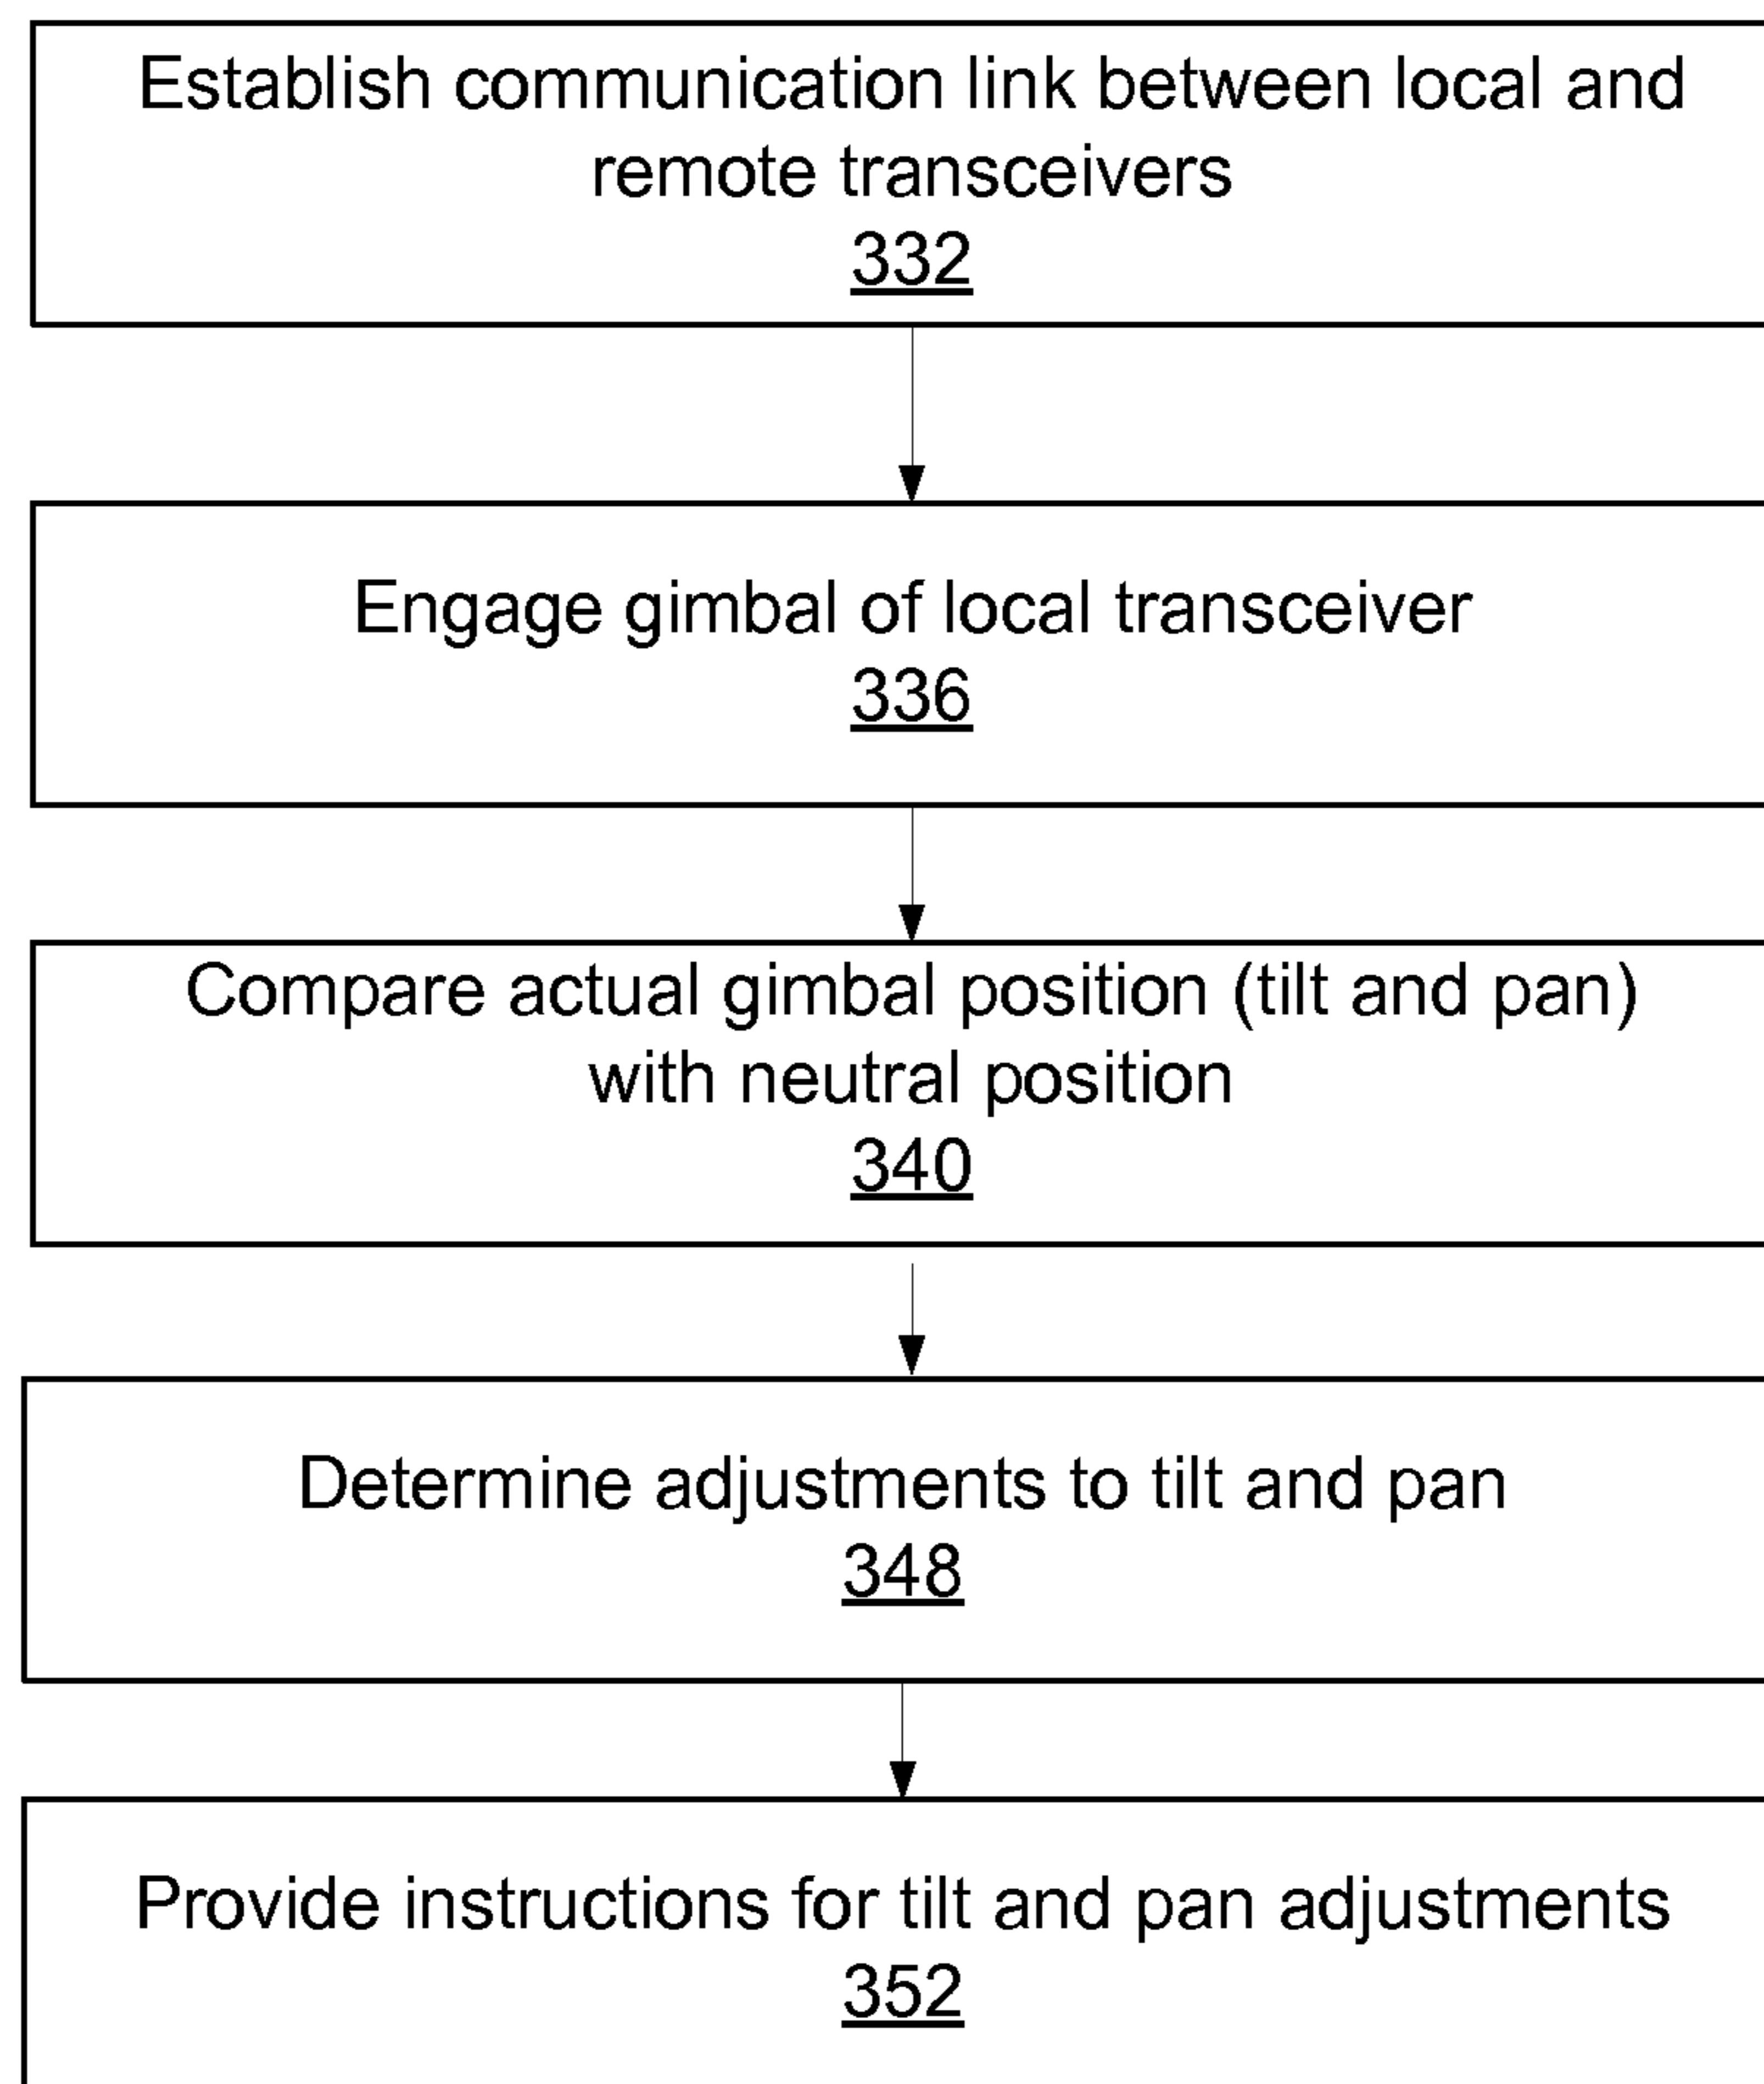 Establish communication link between local and
remote transceivers
332
Engage gimbal of local transceiver
336
Compare actual gimbal position (tilt and pan)
with neutral position
340
Determine adjustments to tilt and pan
348
Provide instructions for tilt and pan adjustments
352